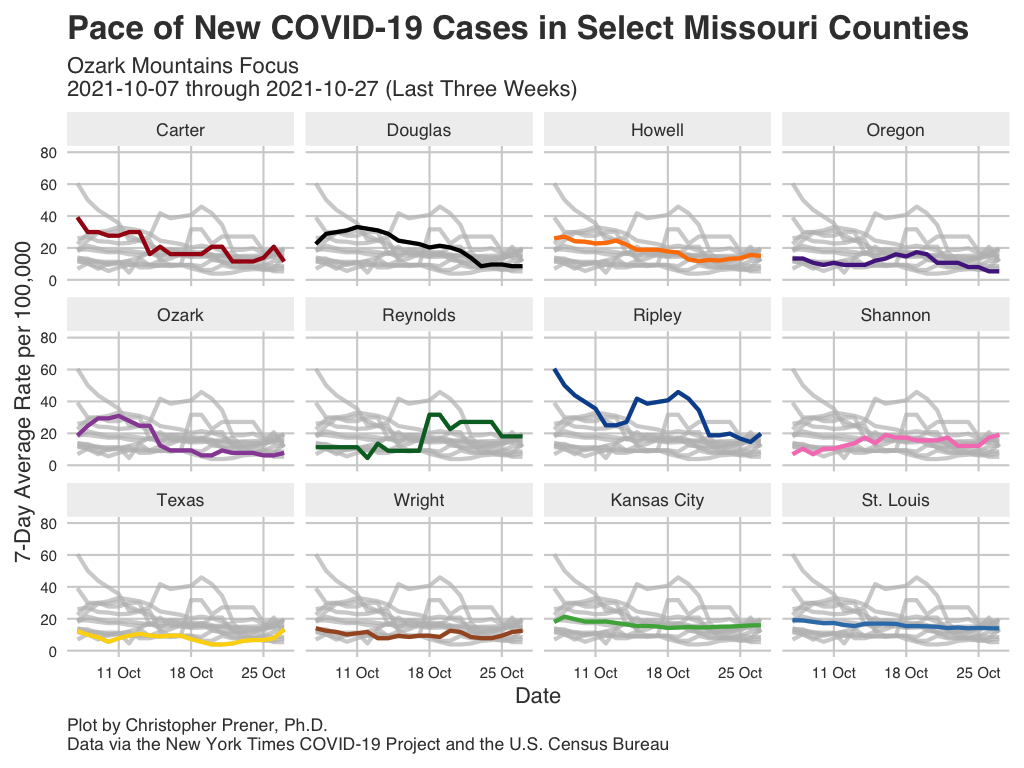 Pace of New COVID-19 Cases in Select Missouri Counties
Ozark Mountains Focus
2021-10-07 through 2021-10-27 (Last Three Weeks)
Carter
Douglas
Howell
Oregon
80
60
40
20
0
Ozark
Reynolds
Ripley
Shannon
80
60
40
20
0
Texas
Wright
Kansas City
St. Louis
80
60
40
20
0
7-Day Average Rate per 100,000
11 Oct 18 Oct 25 Oct 11 Oct 18 Oct 25 Oct 11 Oct 18 Oct 25 Oct 11 Oct 18 Oct 25 Oct
Date
Plot by Christopher Prener, Ph.D.
Data via the New York Times COVID-19 Project and the U.S. Census Bureau